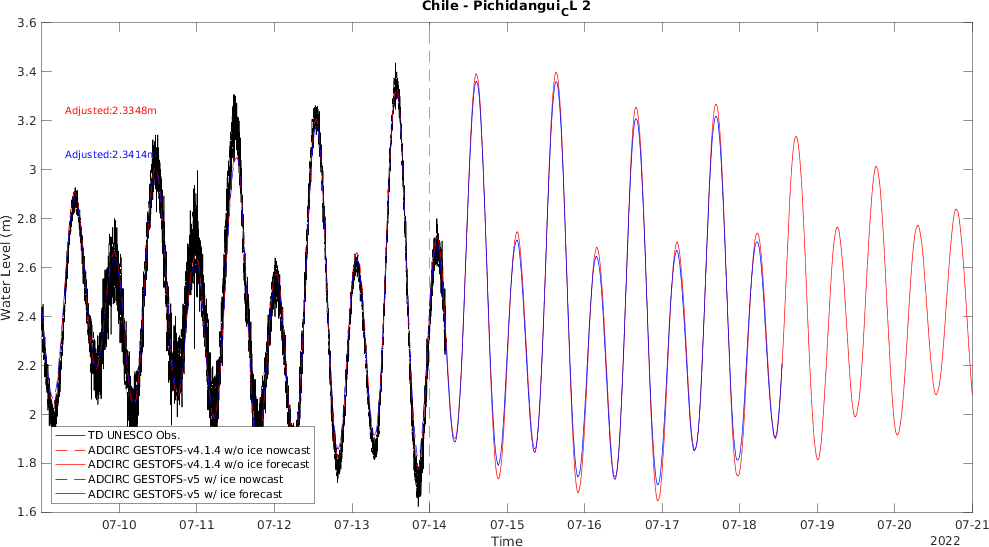 Chile - Pichidangui_CL 2
3.6
3.4
3.2
3
2.8
2.6
2.4
2.2
2
1.8
1.6
Water Level (m)
Adjusted:2.3348m
Adjusted:2.3414m
TD UNESCO Obs.
ADCIRC GESTOFS-v4.1.4 w/o ice nowcast
ADCIRC GESTOFS-v4.1.4 w/o ice forecast
ADCIRC GESTOFS-v5 w/ ice nowcast
ADCIRC GESTOFS-v5 w/ ice forecast
07-10 07-11 07-12 07-13 07-14 07-15 07-16 07-17 07-18 07-19 07-20 07-21
Time
2022